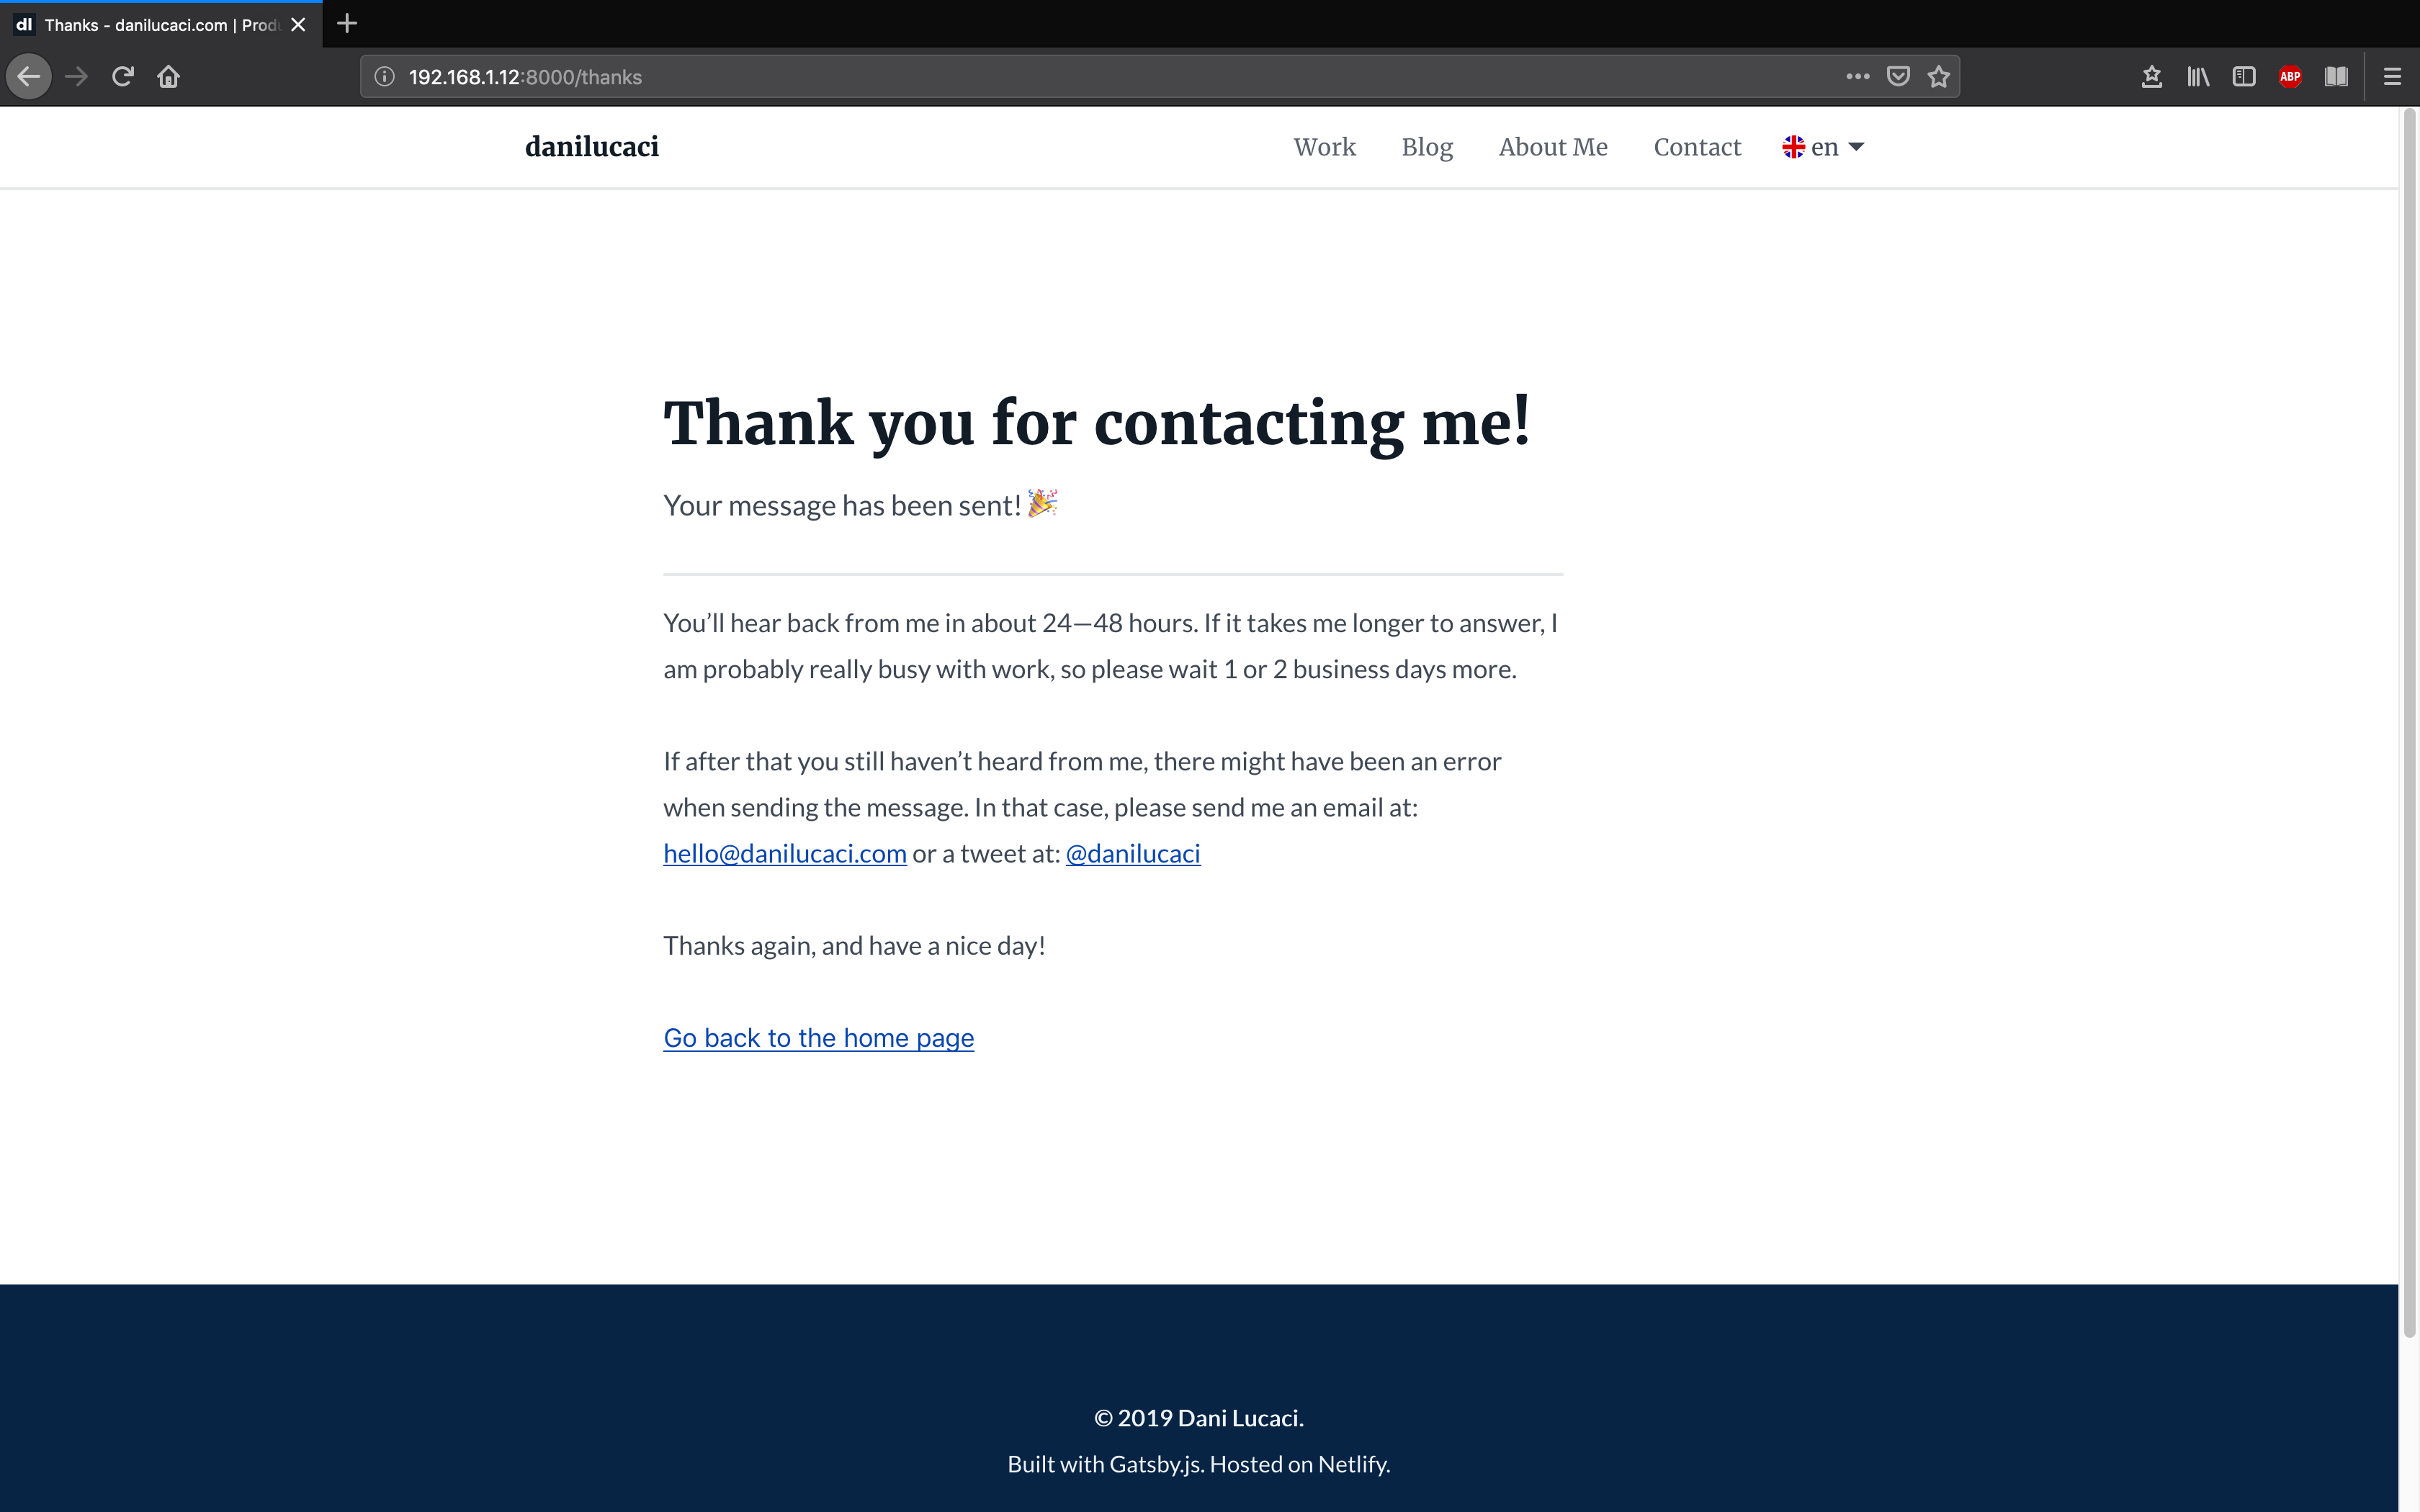 dl Thanks - danilucaci.com | Produ
192.168.1.12:8000/thanks
ABP
danilucaci
Work Blog About Me Contact en
Thank you for contacting me!
Your message has been sent! 🎉
You’ll hear back from me in about 24—48 hours. If it takes me longer to answer, I
am probably really busy with work, so please wait 1 or 2 business days more.
If after that you still haven’t heard from me, there might have been an error
when sending the message. In that case, please send me an email at:
hello@danilucaci.com or a tweet at: @danilucaci
Thanks again, and have a nice day!
Go back to the home page
© 2019 Dani Lucaci.
Built with Gatsby.js. Hosted on Netlify.